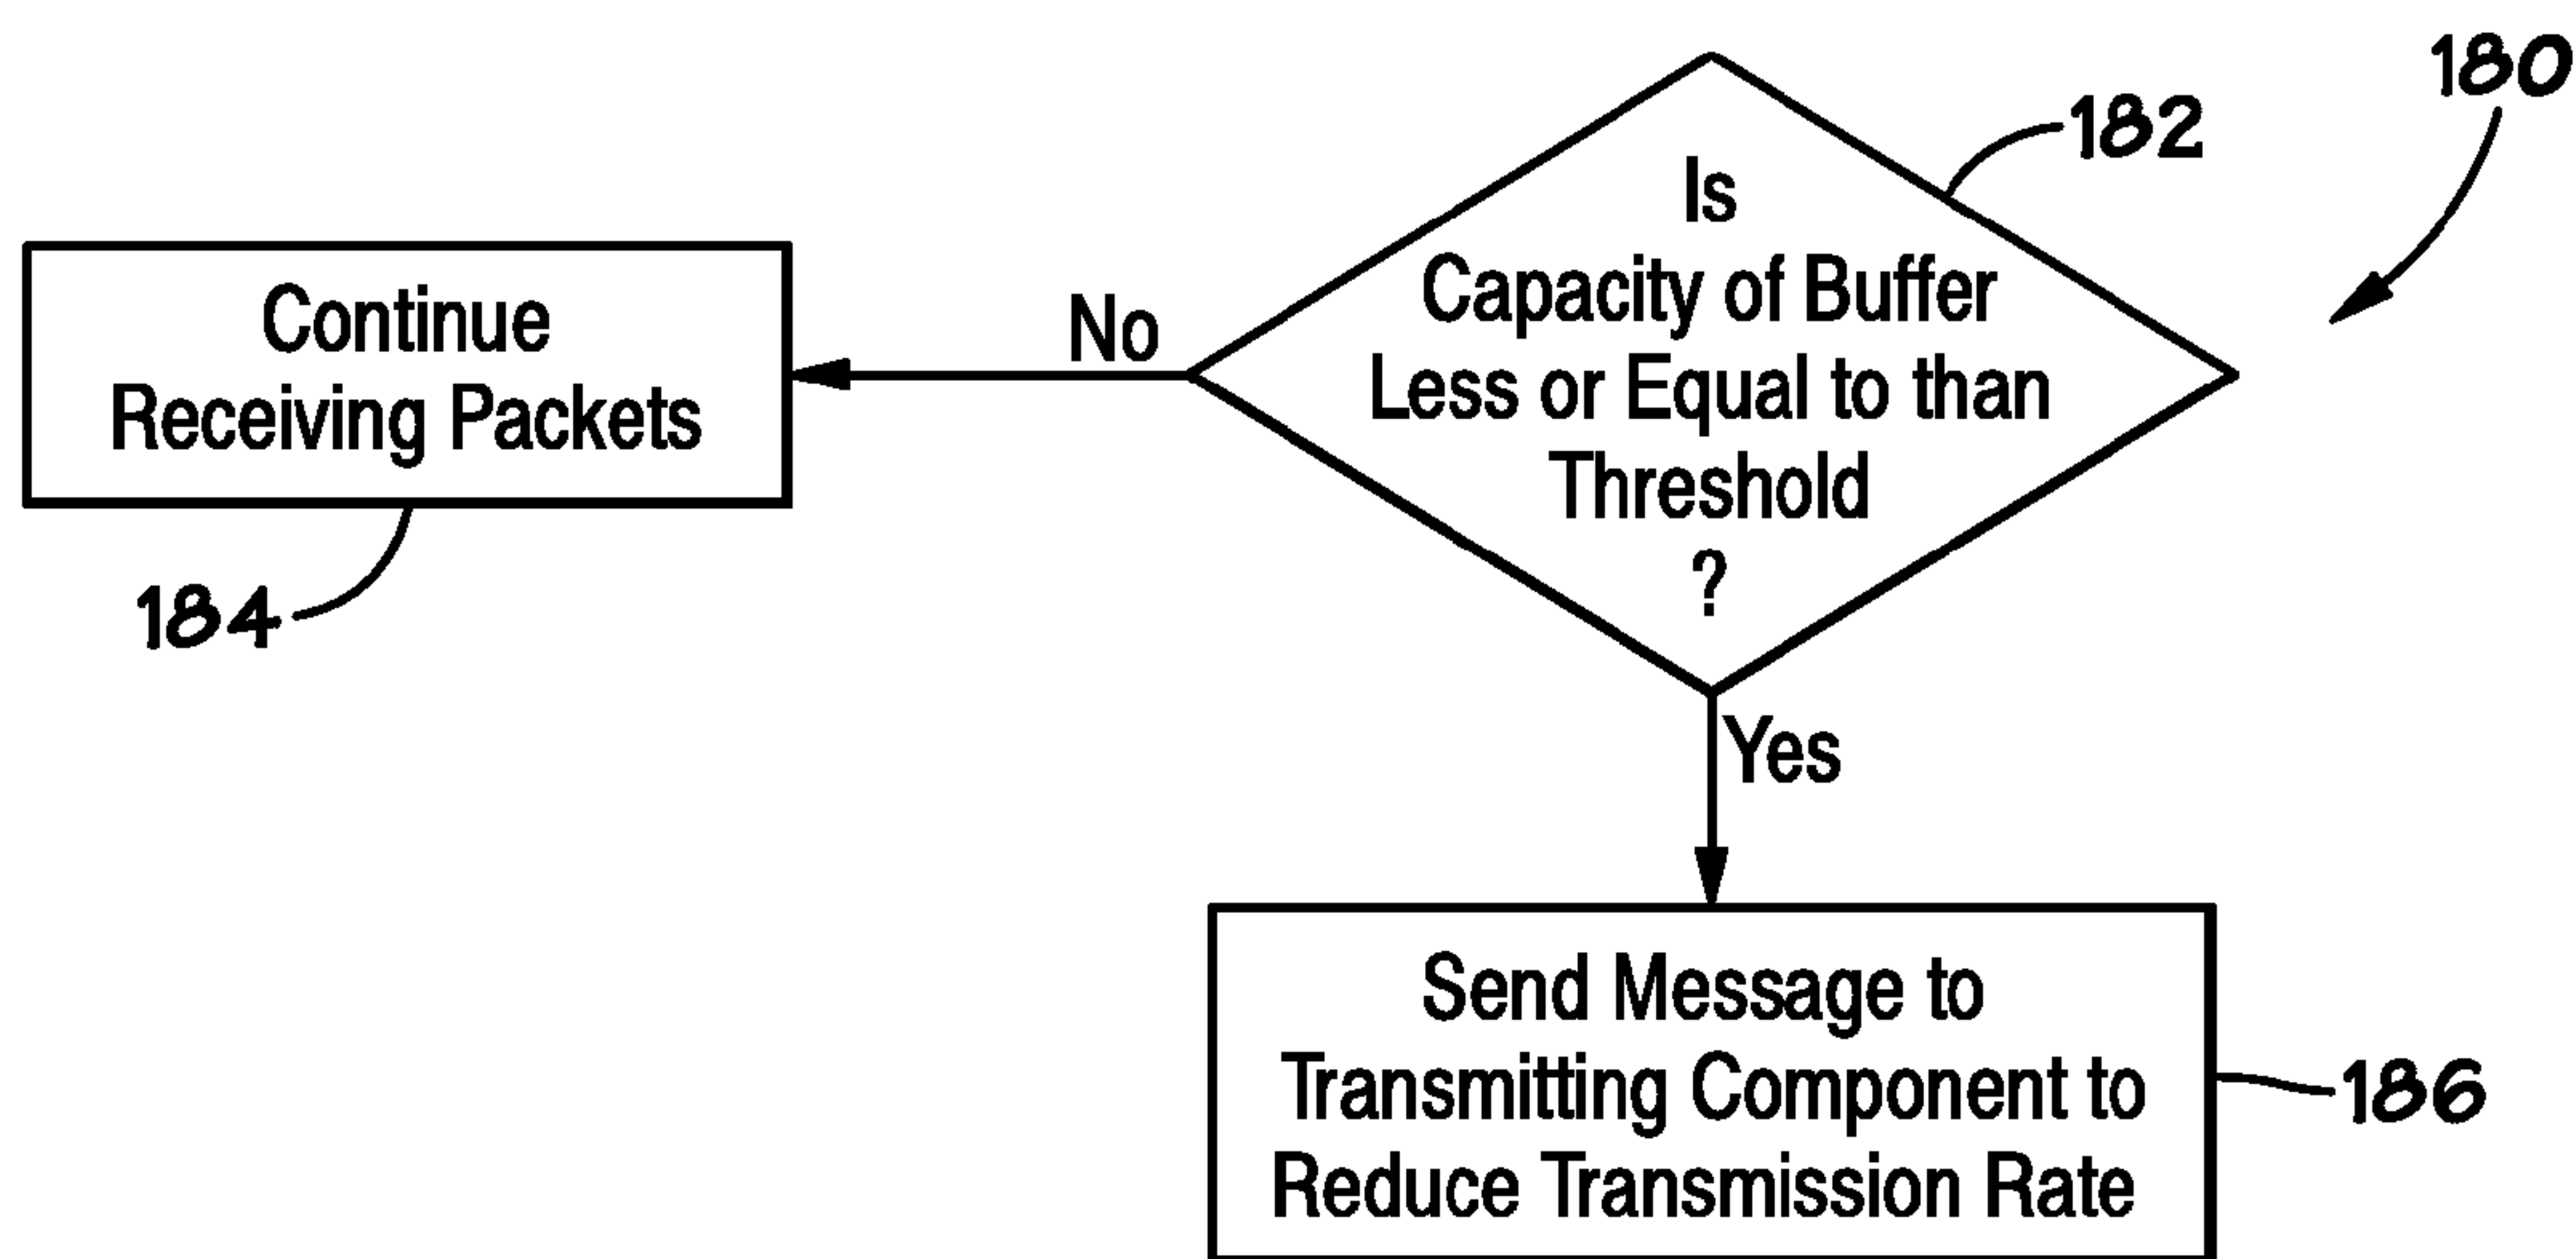 180
182
Is
Capacity of Buffer
Less or Equal to than
Threshold
?
No
Continue
Receiving Packets
184
Yes
Send Message to
Transmitting Component to
Reduce Transmission Rate
186